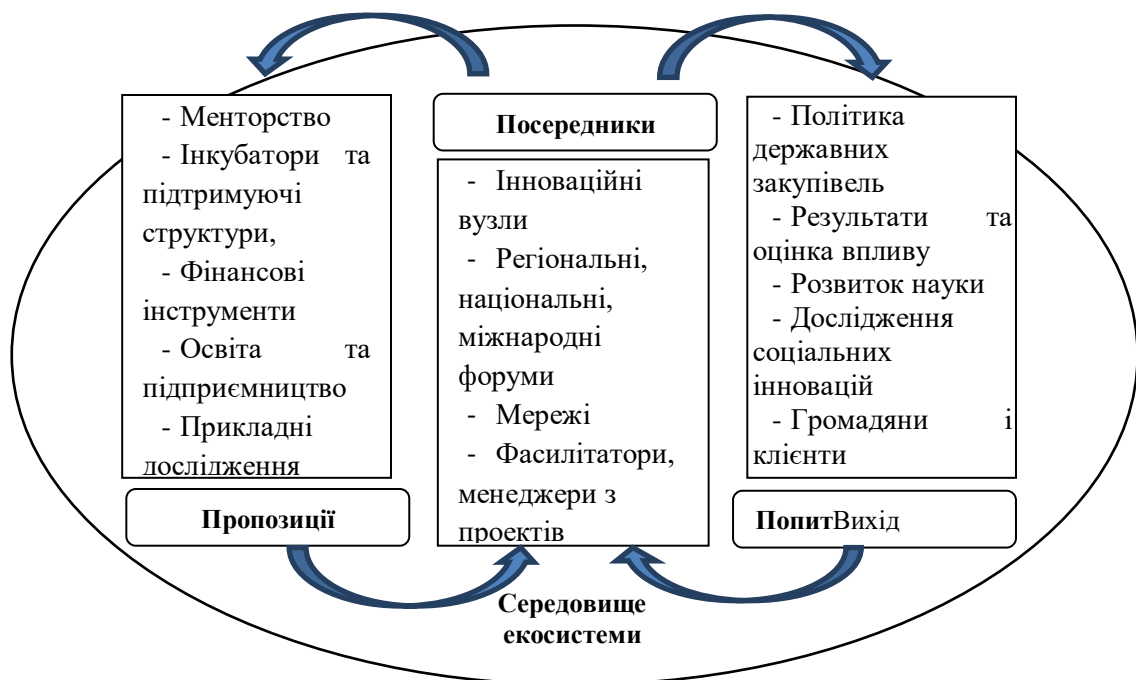 - Менторство
- Інкубатори та
підтримуючі
структури,
- Фінансові
інструменти
- Освіта та
підприємництво
- Прикладні
дослідження
Пропозиції
Посередники
- Інноваційні
вузли
- Регіональні,
національні,
міжнародні
форуми
- Мережі
- Фасилітатори,
менеджери з
проектів
- Політика
державних
закупівель
- Результати та
оцінка впливу
- Розвиток науки
- Дослідження
соціальних
інновацій
- Громадяни і
клієнти
ПопитВихід
Середовище
екосистеми